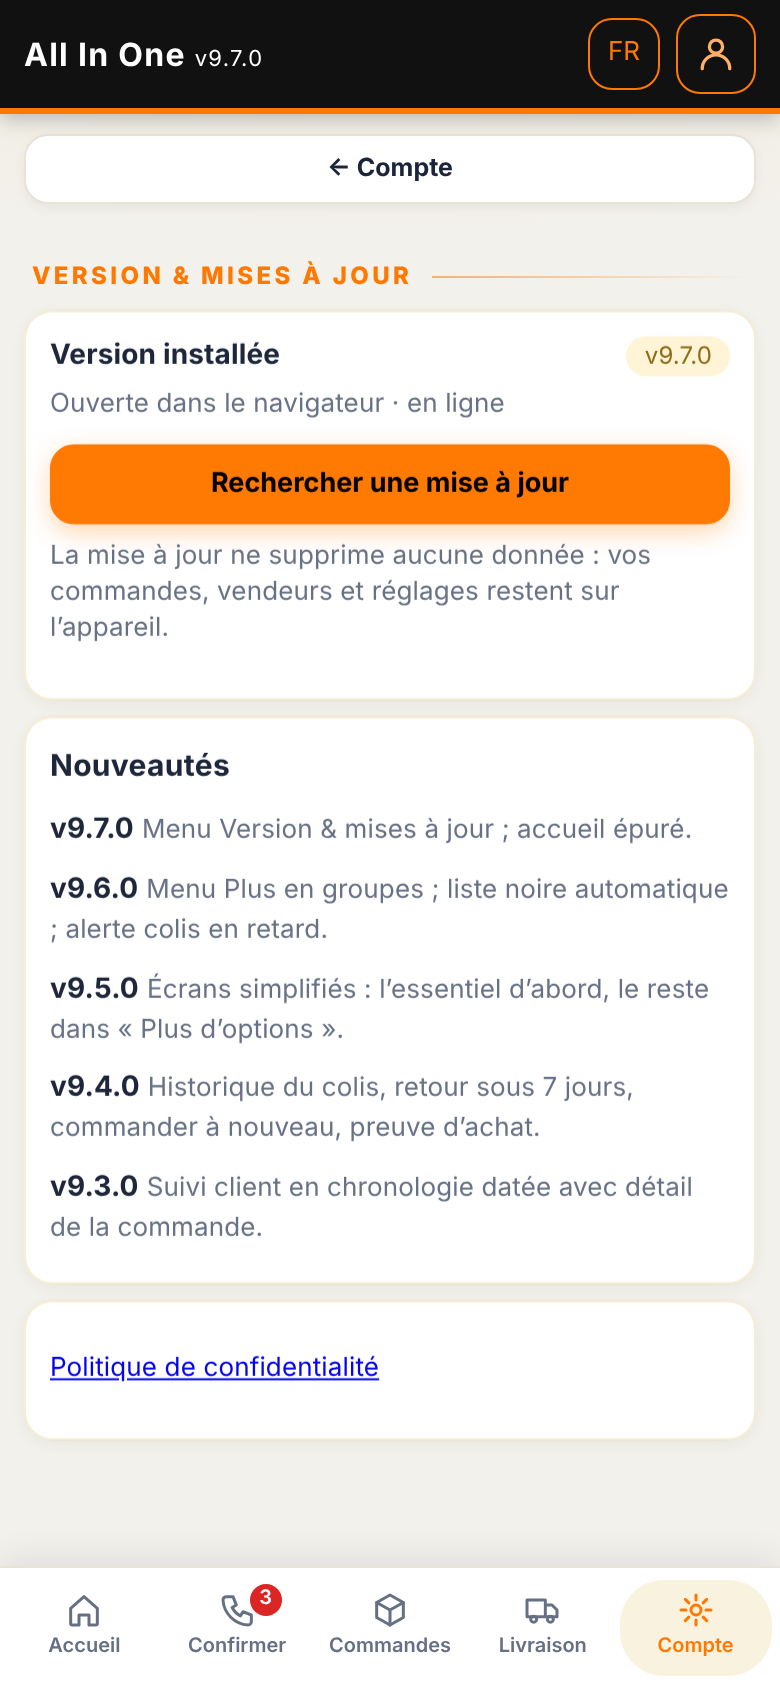 All In One v9.7.0
FR
← Compte
VERSION & MISES À JOUR
Version installée
v9.7.0
Ouverte dans le navigateur · en ligne
Rechercher une mise à jour
La mise à jour ne supprime aucune donnée : vos
commandes, vendeurs et réglages restent sur
l’appareil.
Nouveautés
v9.7.0 Menu Version & mises à jour ; accueil épuré.
v9.6.0 Menu Plus en groupes ; liste noire automatique
; alerte colis en retard.
v9.5.0 Écrans simplifiés : l’essentiel d’abord, le reste
dans « Plus d’options ».
v9.4.0 Historique du colis, retour sous 7 jours,
commander à nouveau, preuve d’achat.
v9.3.0 Suivi client en chronologie datée avec détail
de la commande.
Politique de confidentialité
Accueil
3
Confirmer
Commandes
Livraison
Compte